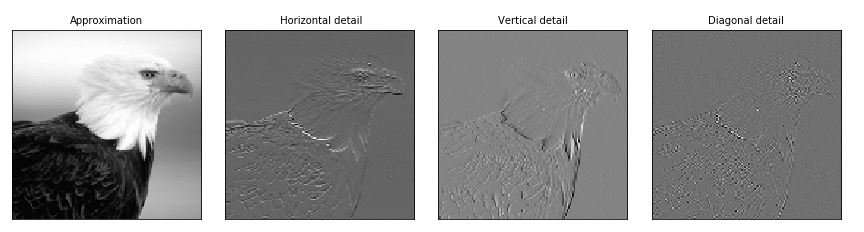 Approximation
Horizontal detail
Vertical detail
Diagonal detail